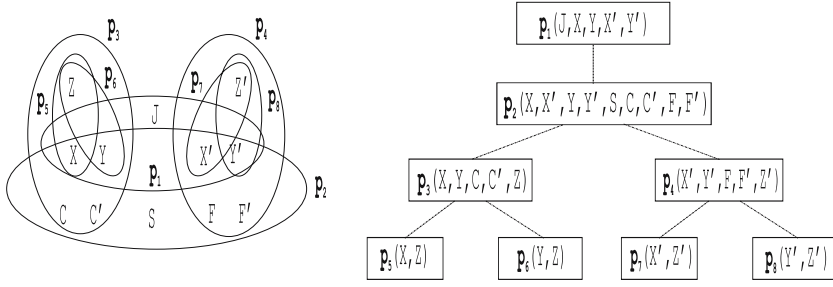 p₃ p₄
Z p₆ p₇ Z′
p₅ p₈
J
X Y X′ Y′
p₁ p₂
C C′ S F F′
p₁(J,X,Y,X′,Y′)
p₂(X,X′,Y,Y′,S,C,C′,F,F′)
p₃(X,Y,C,C′,Z) p₄(X′,Y′,F,F′,Z′)
p₅(X,Z) p₆(Y,Z) p₇(X′,Z′) p₈(Y′,Z′)